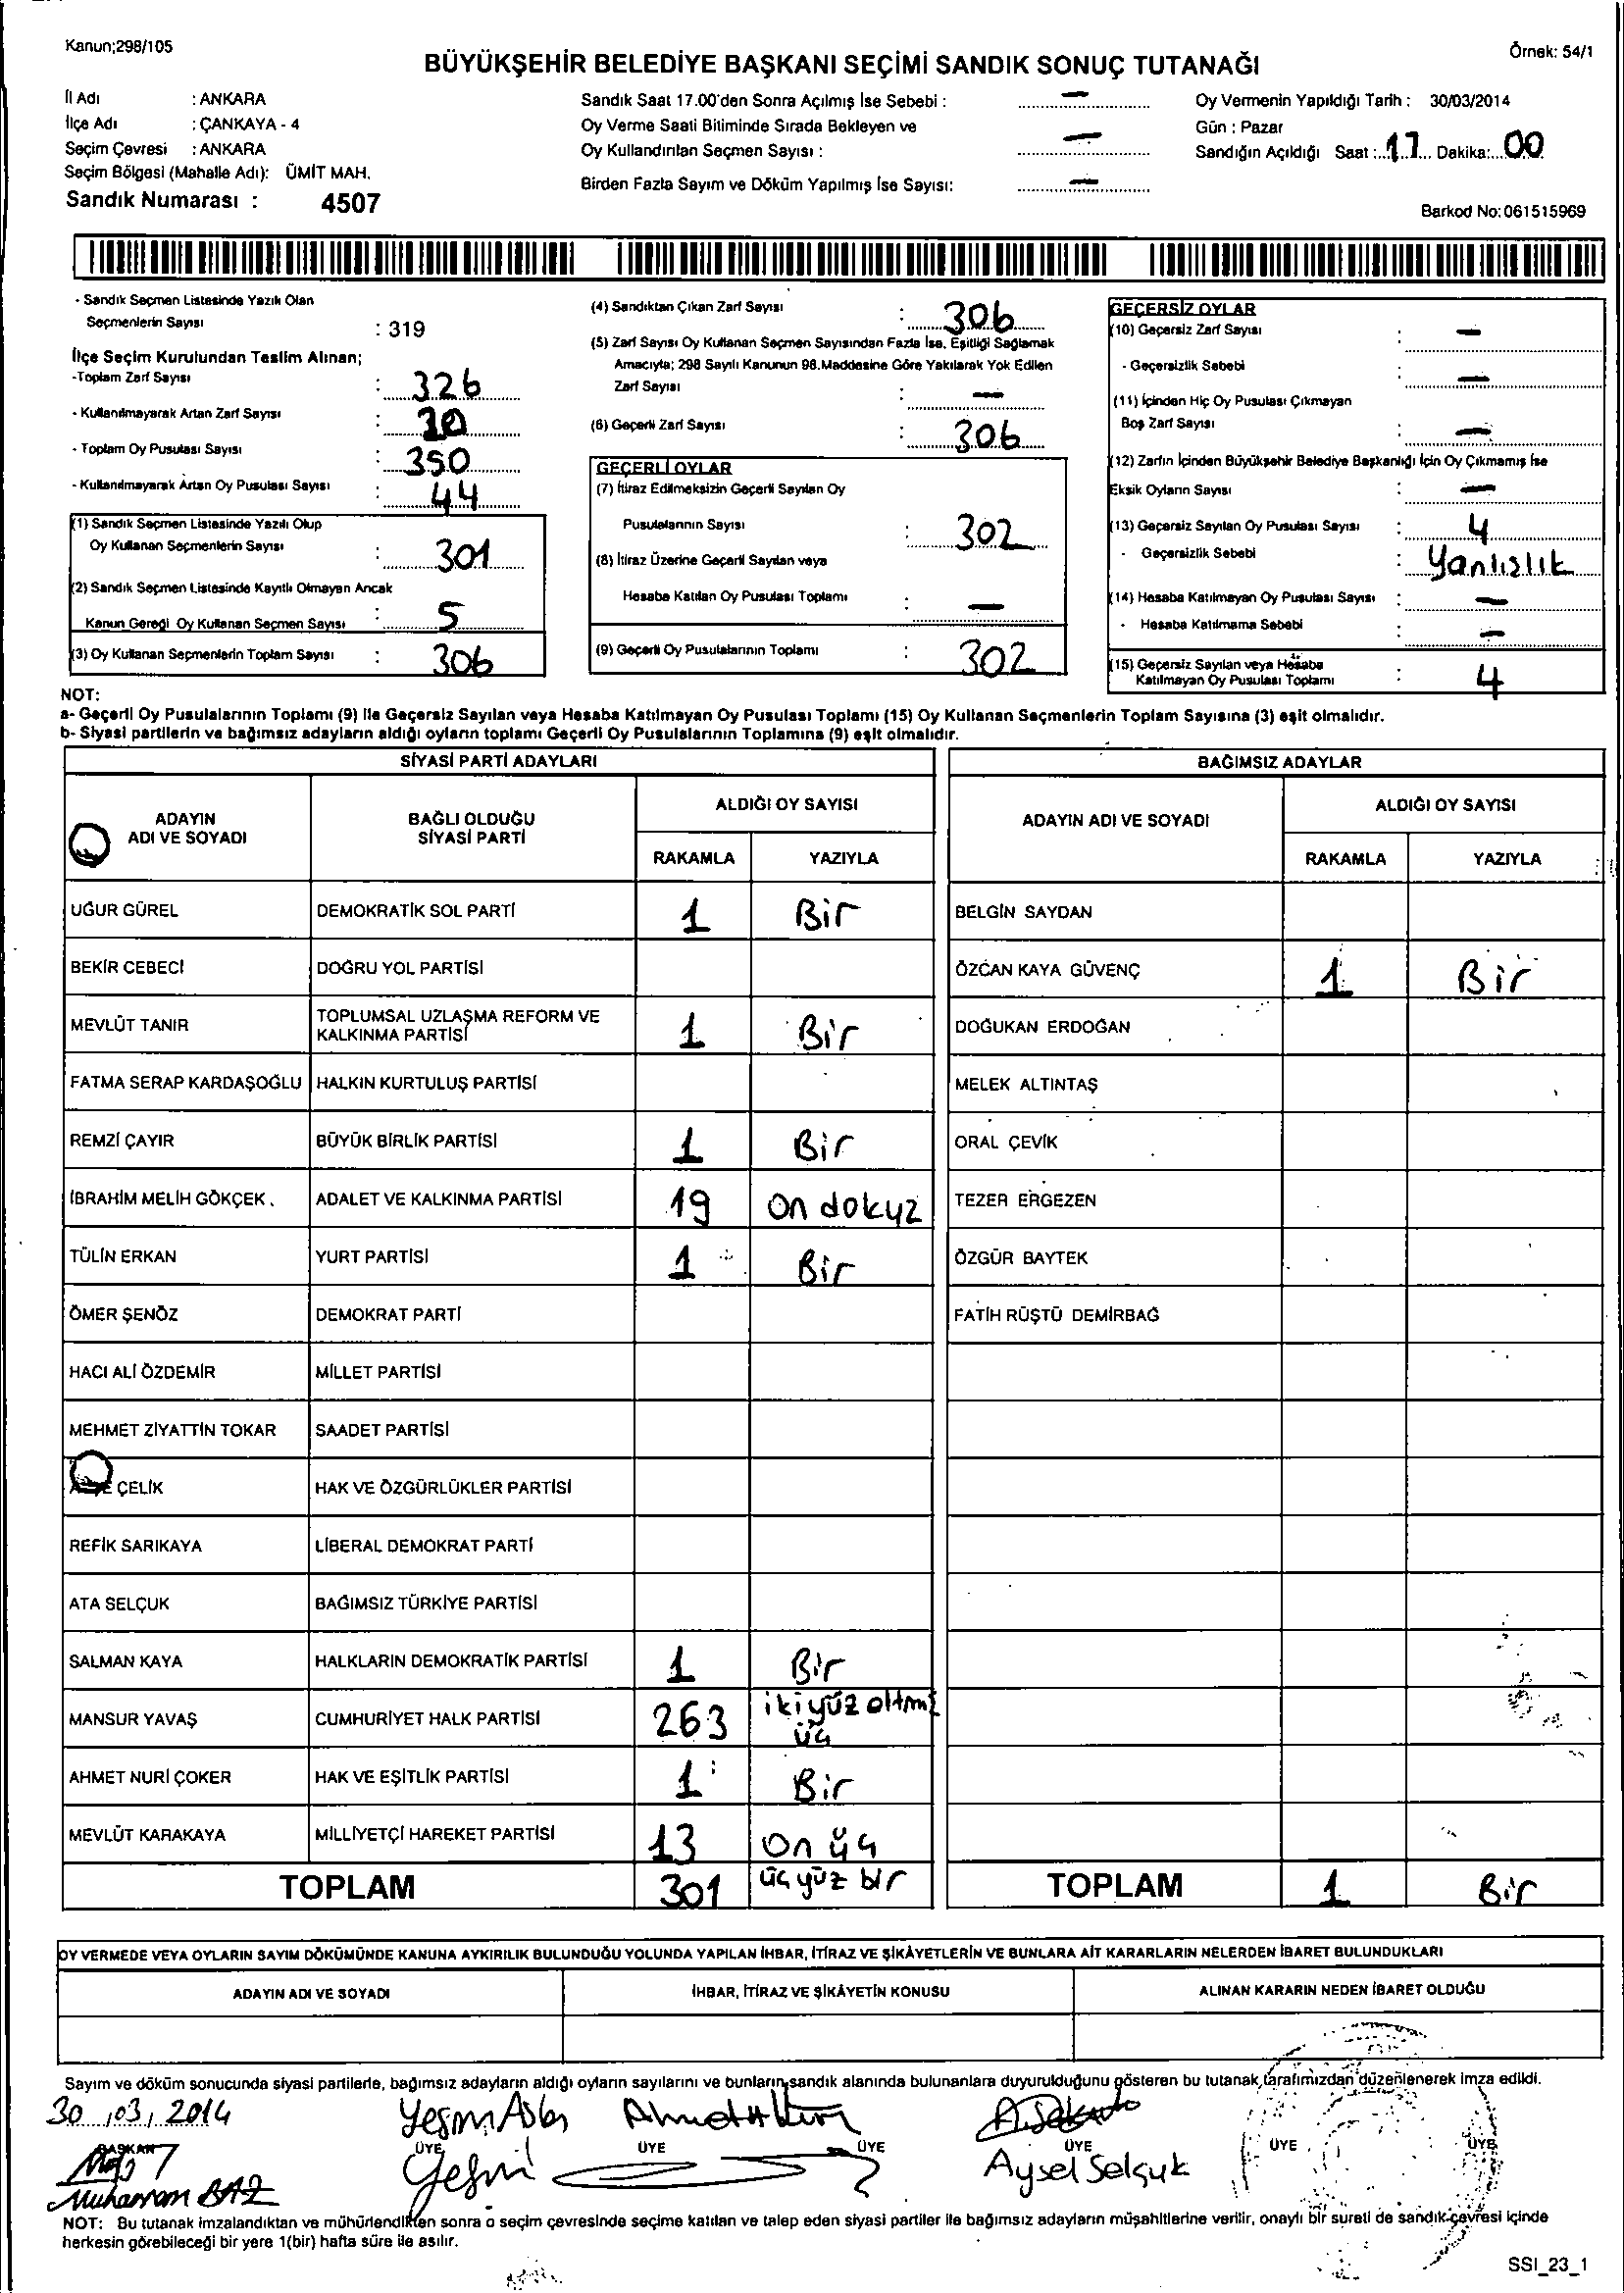 Kanun;298/105
Örnek: 54/1
BÜYÜKŞEHİR BELEDİYE BAŞKANI SEÇİMİ SANDIK SONUÇ TUTANAĞI
İl Adı : ANKARA
İlçe Adı : ÇANKAYA - 4
Seçim Çevresi : ANKARA
Seçim Bölgesi (Mahalle Adı): ÜMİT MAH.
Sandık Numarası : 4507
Sandık Saat 17.00'den Sonra Açılmış İse Sebebi : —
Oy Verme Saati Bitiminde Sırada Bekleyen ve
Oy Kullandırılan Seçmen Sayısı : —
Birden Fazla Sayım ve Döküm Yapılmış İse Sayısı: —
Oy Vermenin Yapıldığı Tarih : 30/03/2014
Gün : Pazar
Sandığın Açıldığı Saat : 17 Dakika: 00
Barkod No: 061515969
- Sandık Seçmen Listesinde Yazılı Olan
Seçmenlerin Sayısı : 319
İlçe Seçim Kurulundan Teslim Alınan;
-Toplam Zarf Sayısı : 326
- Kullanılmayarak Artan Zarf Sayısı : 20
- Toplam Oy Pusulası Sayısı : 350
- Kullanılmayarak Artan Oy Pusulası Sayısı : 44
(1) Sandık Seçmen Listesinde Yazılı Olup
Oy Kullanan Seçmenlerin Sayısı : 301
(2) Sandık Seçmen Listesinde Kayıtlı Olmayan Ancak
Kanun Gereği Oy Kullanan Seçmen Sayısı : 5
(3) Oy Kullanan Seçmenlerin Toplam Sayısı : 306
(4) Sandıktan Çıkan Zarf Sayısı : 306
(5) Zarf Sayısı Oy Kullanan Seçmen Sayısından Fazla İse, Eşitliği Sağlamak
Amacıyla; 298 Sayılı Kanunun 98.Maddesine Göre Yakılarak Yok Edilen
Zarf Sayısı : —
(6) Geçerli Zarf Sayısı : 306
GEÇERLİ OYLAR
(7) İtiraz Edilmeksizin Geçerli Sayılan Oy
Pusulalarının Sayısı : 302
(8) İtiraz Üzerine Geçerli Sayılan veya
Hesaba Katılan Oy Pusulası Toplamı : —
(9) Geçerli Oy Pusulalarının Toplamı : 302
GEÇERSİZ OYLAR
(10) Geçersiz Zarf Sayısı : —
- Geçersizlik Sebebi : —
(11) İçinden Hiç Oy Pusulası Çıkmayan
Boş Zarf Sayısı : —
(12) Zarfın İçinden Büyükşehir Belediye Başkanlığı İçin Oy Çıkmamış İse
Eksik Oyların Sayısı : —
(13) Geçersiz Sayılan Oy Pusulası Sayısı : 4
- Geçersizlik Sebebi : Yanlışlık
(14) Hesaba Katılmayan Oy Pusulası Sayısı : —
- Hesaba Katılmama Sebebi : —
(15) Geçersiz Sayılan veya Hesaba
Katılmayan Oy Pusulası Toplamı : 4
NOT:
a- Geçerli Oy Pusulalarının Toplamı (9) ile Geçersiz Sayılan veya Hesaba Katılmayan Oy Pusulası Toplamı (15) Oy Kullanan Seçmenlerin Toplam Sayısına (3) eşit olmalıdır.
b- Siyasi partilerin ve bağımsız adayların aldığı oyların toplamı Geçerli Oy Pusulalarının Toplamına (9) eşit olmalıdır.
SİYASİ PARTİ ADAYLARI
BAĞIMSIZ ADAYLAR
ADAYIN ADI VE SOYADI
BAĞLI OLDUĞU SİYASİ PARTİ
ALDIĞI OY SAYISI
RAKAMLA YAZIYLA
ADAYIN ADI VE SOYADI
ALDIĞI OY SAYISI
RAKAMLA YAZIYLA
UĞUR GÜREL DEMOKRATİK SOL PARTİ 1 Bir BELGİN SAYDAN
BEKİR CEBECİ DOĞRU YOL PARTİSİ ÖZCAN KAYA GÜVENÇ 1 Bir
MEVLÜT TANIR TOPLUMSAL UZLAŞMA REFORM VE KALKINMA PARTİSİ 1 Bir DOĞUKAN ERDOĞAN
FATMA SERAP KARDAŞOĞLU HALKIN KURTULUŞ PARTİSİ MELEK ALTINTAŞ
REMZİ ÇAYIR BÜYÜK BİRLİK PARTİSİ 1 Bir ORAL ÇEVİK
İBRAHİM MELİH GÖKÇEK ADALET VE KALKINMA PARTİSİ 19 On dokuz TEZER ERGEZEN
TÜLİN ERKAN YURT PARTİSİ 1 Bir ÖZGÜR BAYTEK
ÖMER ŞENÖZ DEMOKRAT PARTİ FATİH RÜŞTÜ DEMİRBAĞ
HACI ALİ ÖZDEMİR MİLLET PARTİSİ
MEHMET ZİYATTİN TOKAR SAADET PARTİSİ
ÇELİK HAK VE ÖZGÜRLÜKLER PARTİSİ
REFİK SARIKAYA LİBERAL DEMOKRAT PARTİ
ATA SELÇUK BAĞIMSIZ TÜRKİYE PARTİSİ
SALMAN KAYA HALKLARIN DEMOKRATİK PARTİSİ 1 Bir
MANSUR YAVAŞ CUMHURİYET HALK PARTİSİ 263 iki yüz altmış üç
AHMET NURİ ÇOKER HAK VE EŞİTLİK PARTİSİ 1 Bir
MEVLÜT KARAKAYA MİLLİYETÇİ HAREKET PARTİSİ 13 On üç
TOPLAM 301 üç yüz bir TOPLAM 1 Bir
OY VERMEDE VEYA OYLARIN SAYIM DÖKÜMÜNDE KANUNA AYKIRILIK BULUNDUĞU YOLUNDA YAPILAN İHBAR, İTİRAZ VE ŞİKÂYETLERİN VE BUNLARA AİT KARARLARIN NELERDEN İBARET BULUNDUKLARI
ADAYIN ADI VE SOYADI İHBAR, İTİRAZ VE ŞİKÂYETİN KONUSU ALINAN KARARIN NEDEN İBARET OLDUĞU
Sayım ve döküm sonucunda siyasi partilerle, bağımsız adayların aldığı oyların sayılarını ve bunların sandık alanında bulunanlara duyurulduğunu gösteren bu tutanak tarafımızdan düzenlenerek imza edildi.
30 / 03 / 2014
BAŞKAN ÜYE ÜYE ÜYE ÜYE ÜYE ÜYE
Muharrem BAZ
Aysel Selçuk
NOT: Bu tutanak imzalandıktan ve mühürlendikten sonra o seçim çevresinde seçime katılan ve talep eden siyasi partiler ile bağımsız adayların müşahitlerine verilir, onaylı bir sureti de sandık çevresi içinde
herkesin görebileceği bir yere 1(bir) hafta süre ile asılır.
SSI_23_1